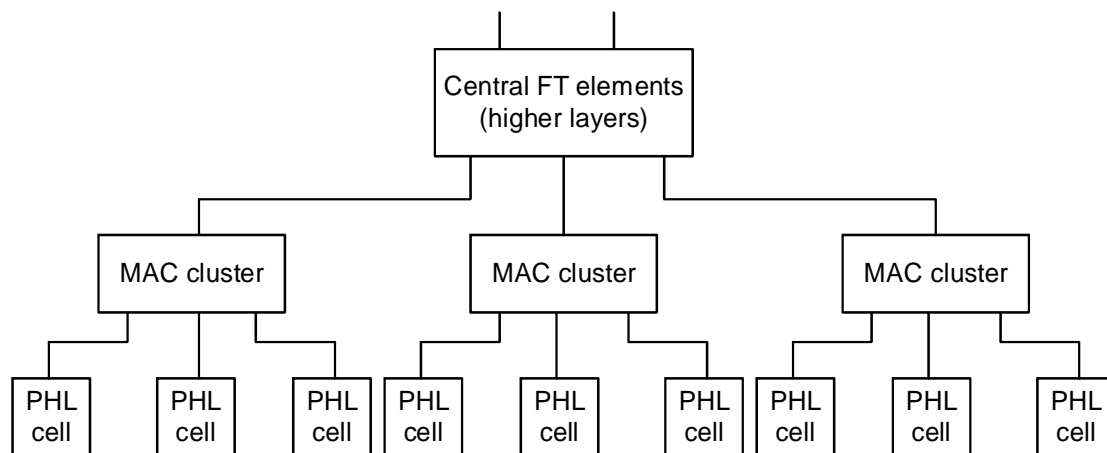 Central FT elements
(higher layers)
MAC cluster
MAC cluster
MAC cluster
PHL
cell
PHL
cell
PHL
cell
PHL
cell
PHL
cell
PHL
cell
PHL
cell
PHL
cell
PHL
cell